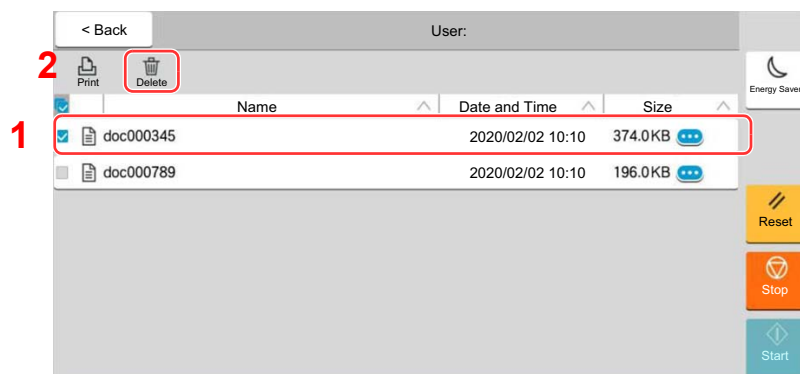 < Back
User:
2
Print
Delete
Energy Saver
Name
Date and Time
Size
1
doc000345
2020/02/02 10:10
374.0KB
doc000789
2020/02/02 10:10
196.0KB
Reset
Stop
Start